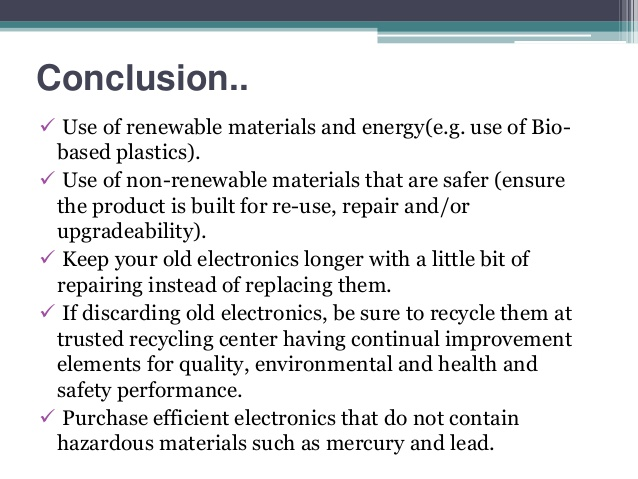 Conclusion..
✓ Use of renewable materials and energy(e.g. use of Bio-
based plastics).
✓ Use of non-renewable materials that are safer (ensure
the product is built for re-use, repair and/or
upgradeability).
✓ Keep your old electronics longer with a little bit of
repairing instead of replacing them.
✓ If discarding old electronics, be sure to recycle them at
trusted recycling center having continual improvement
elements for quality, environmental and health and
safety performance.
✓ Purchase efficient electronics that do not contain
hazardous materials such as mercury and lead.